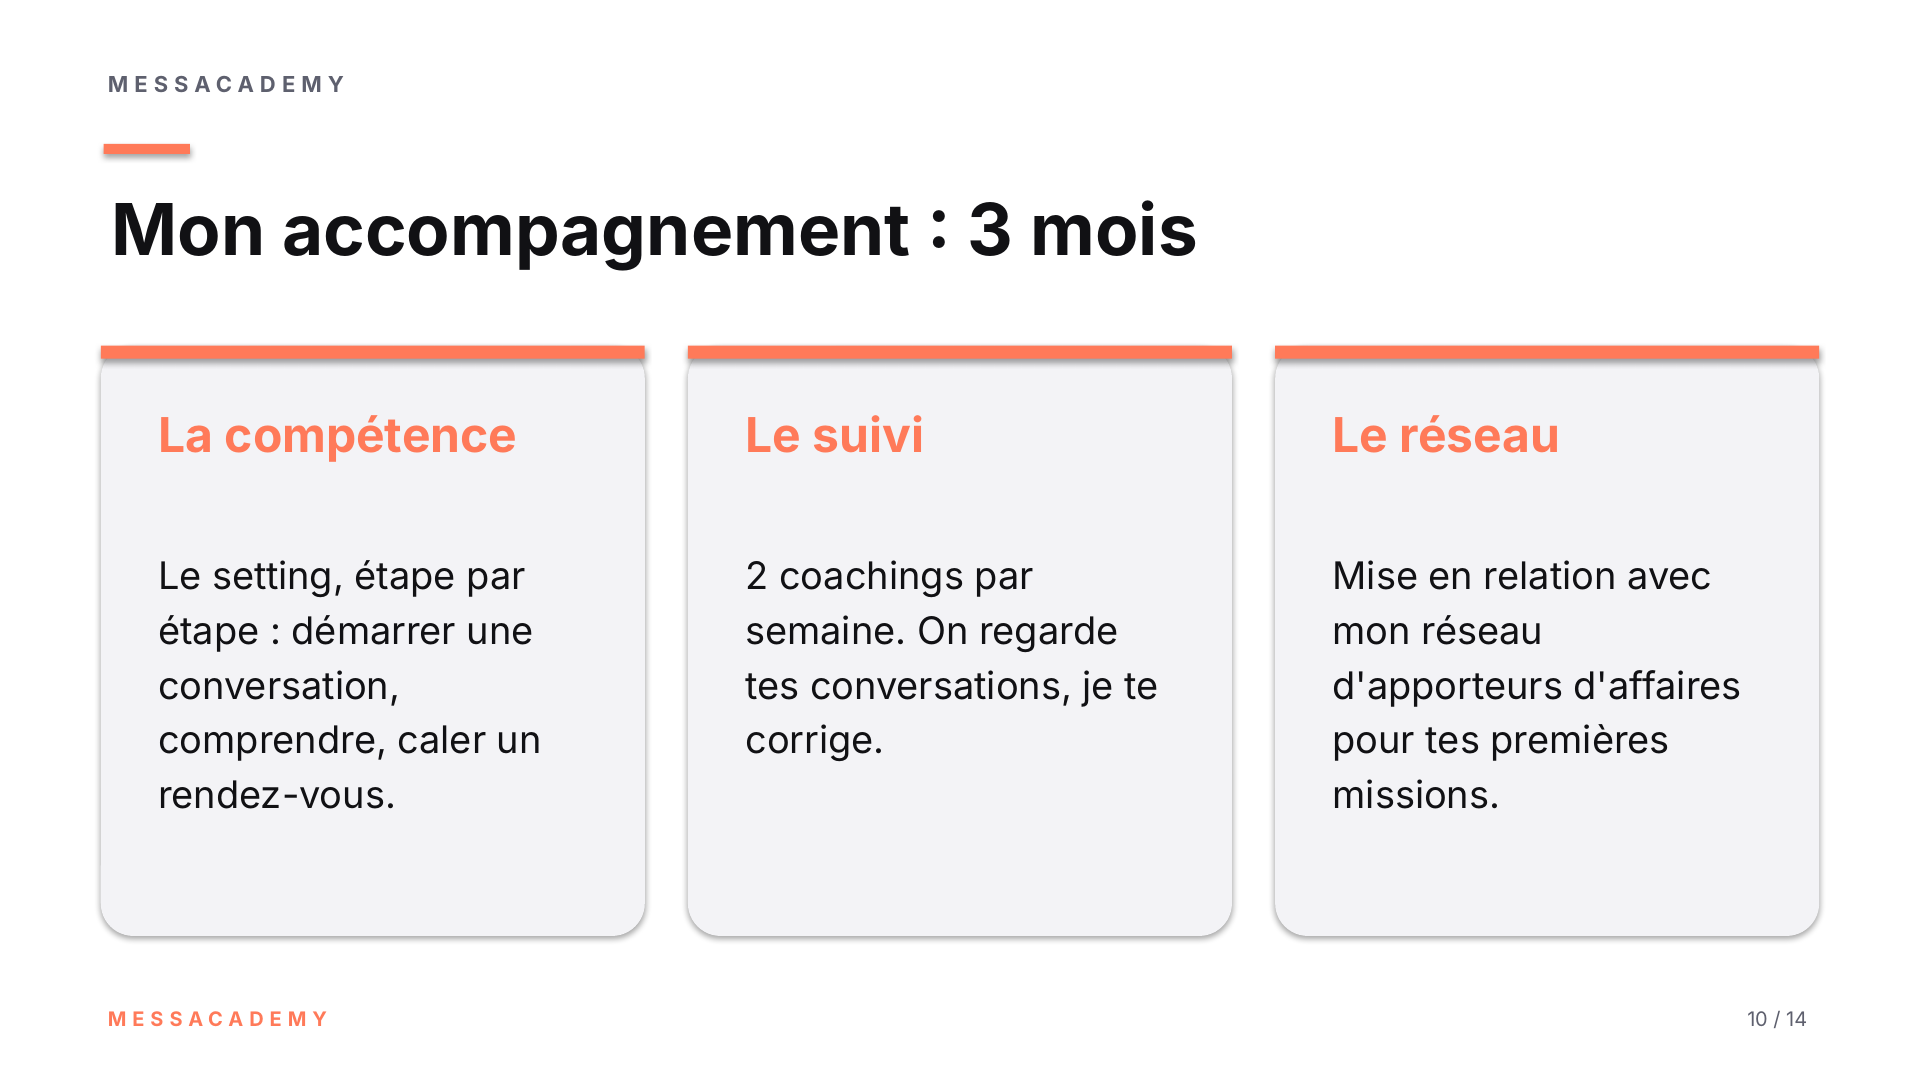 MESSACADEMY
Mon accompagnement : 3 mois
La compétence
Le setting, étape par
étape : démarrer une
conversation,
comprendre, caler un
rendez-vous.
Le suivi
2 coachings par
semaine. On regarde
tes conversations, je te
corrige.
Le réseau
Mise en relation avec
mon réseau
d'apporteurs d'affaires
pour tes premières
missions.
MESSACADEMY
10 / 14